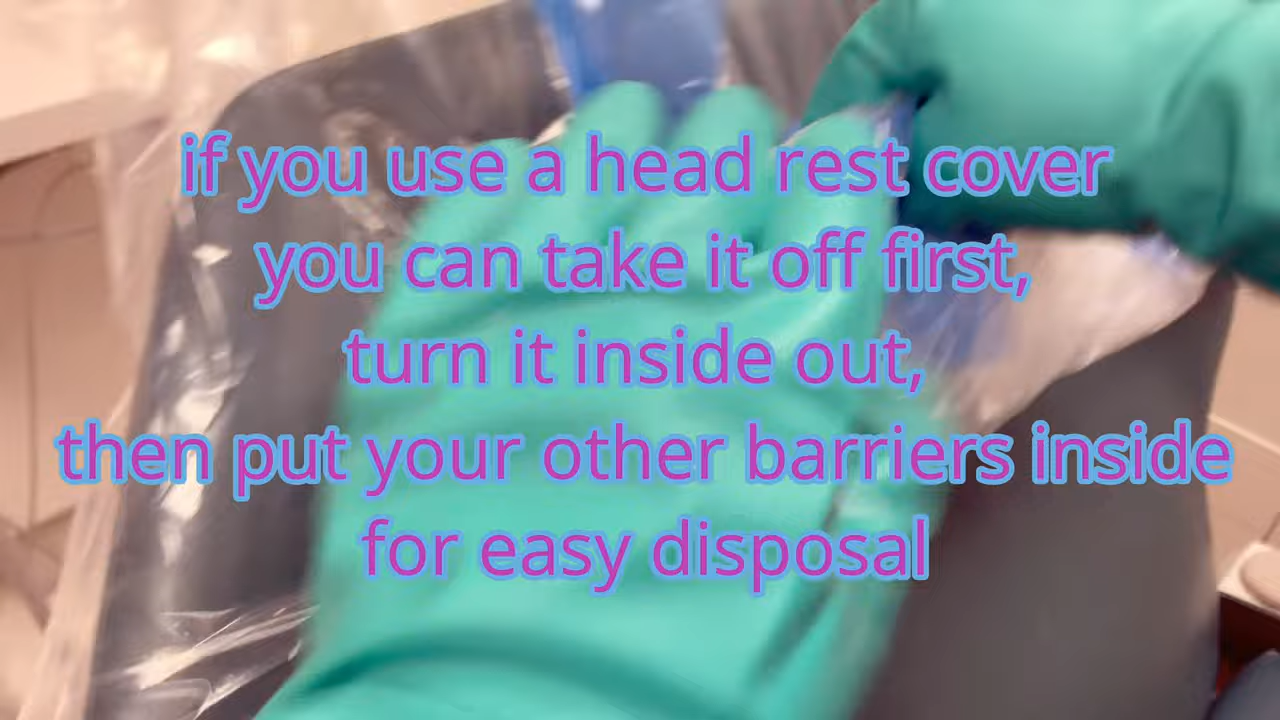 if you use a head rest cover
you can take it off first,
turn it inside out,
then put your other barriers inside
for easy disposal